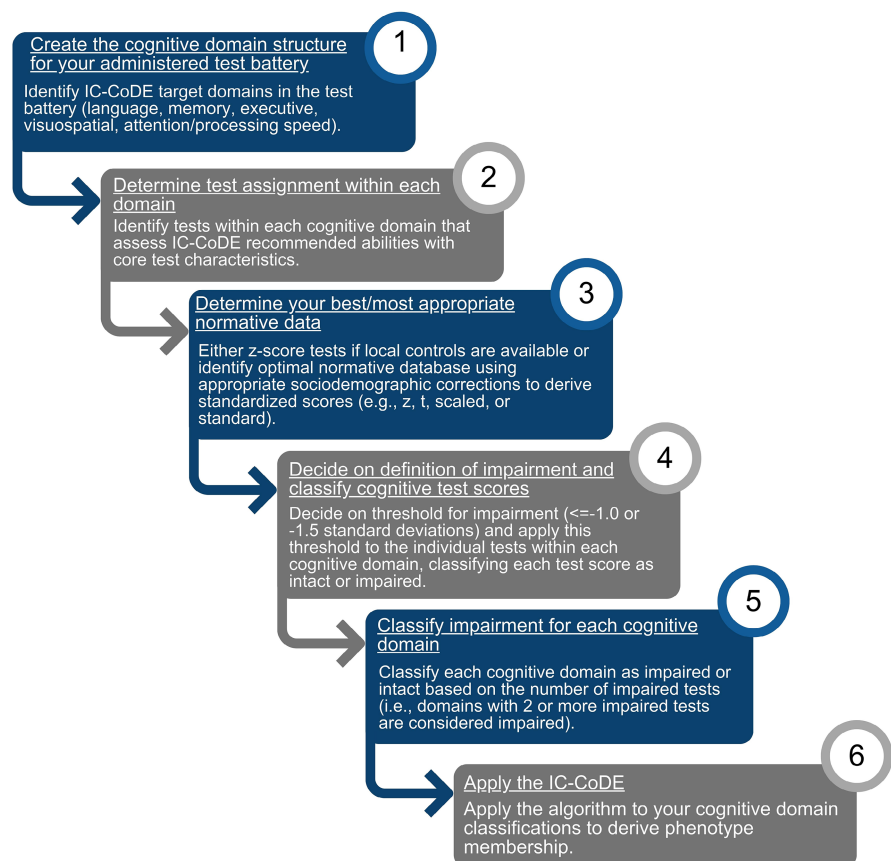 1
Create the cognitive domain structure
for your administered test battery
Identify IC-CoDE target domains in the test
battery (language, memory, executive,
visuospatial, attention/processing speed).
2
Determine test assignment within each
domain
Identify tests within each cognitive domain that
assess IC-CoDE recommended abilities with
core test characteristics.
3
Determine your best/most appropriate
normative data
Either z-score tests if local controls are available or
identify optimal normative database using
appropriate sociodemographic corrections to derive
standardized scores (e.g., z, t, scaled, or
standard).
4
Decide on definition of impairment and
classify cognitive test scores
Decide on threshold for impairment (<=-1.0 or
-1.5 standard deviations) and apply this
threshold to the individual tests within each
cognitive domain, classifying each test score as
intact or impaired.
5
Classify impairment for each cognitive
domain
Classify each cognitive domain as impaired or
intact based on the number of impaired tests
(i.e., domains with 2 or more impaired tests
are considered impaired).
6
Apply the IC-CoDE
Apply the algorithm to your cognitive domain
classifications to derive phenotype
membership.